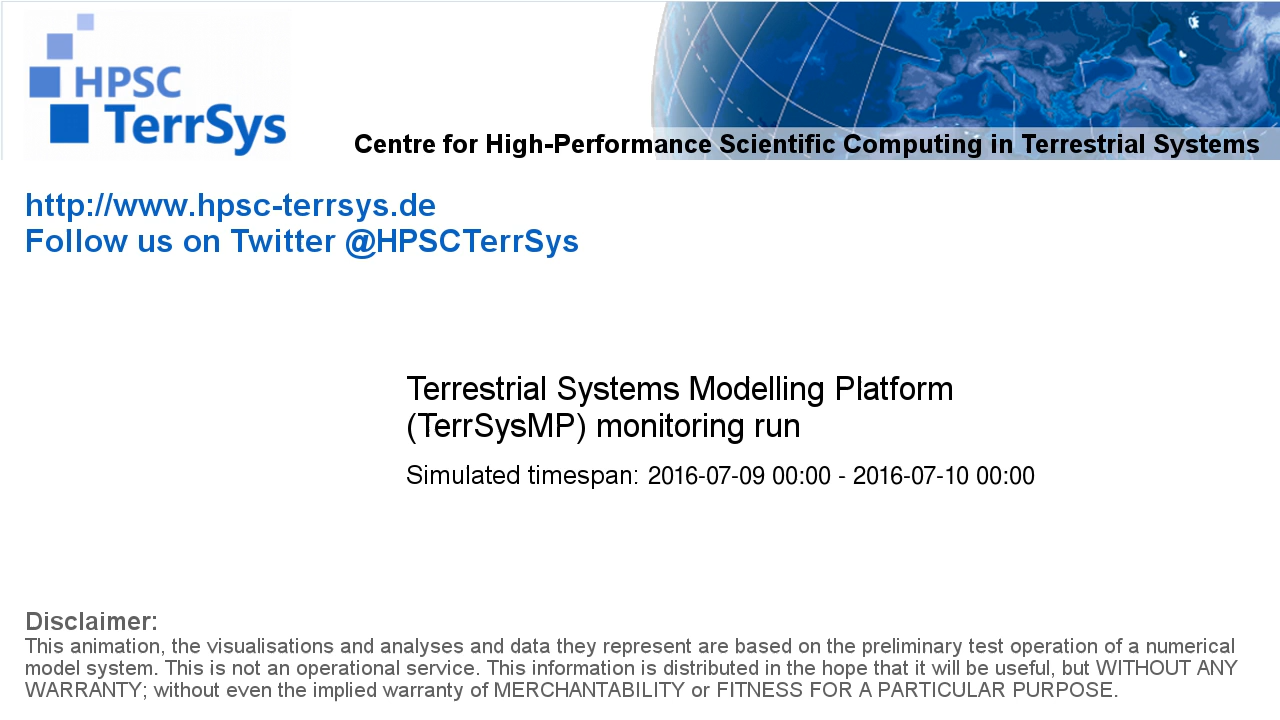 HPSC
TerrSys
Centre for High-Performance Scientific Computing in Terrestrial Systems
http://www.hpsc-terrsys.de
Follow us on Twitter @HPSCTerrSys
Terrestrial Systems Modelling Platform
(TerrSysMP) monitoring run
Simulated timespan: 2016-07-09 00:00 - 2016-07-10 00:00
Disclaimer:
This animation, the visualisations and analyses and data they represent are based on the preliminary test operation of a numerical
model system. This is not an operational service. This information is distributed in the hope that it will be useful, but WITHOUT ANY
WARRANTY; without even the implied warranty of MERCHANTABILITY or FITNESS FOR A PARTICULAR PURPOSE.